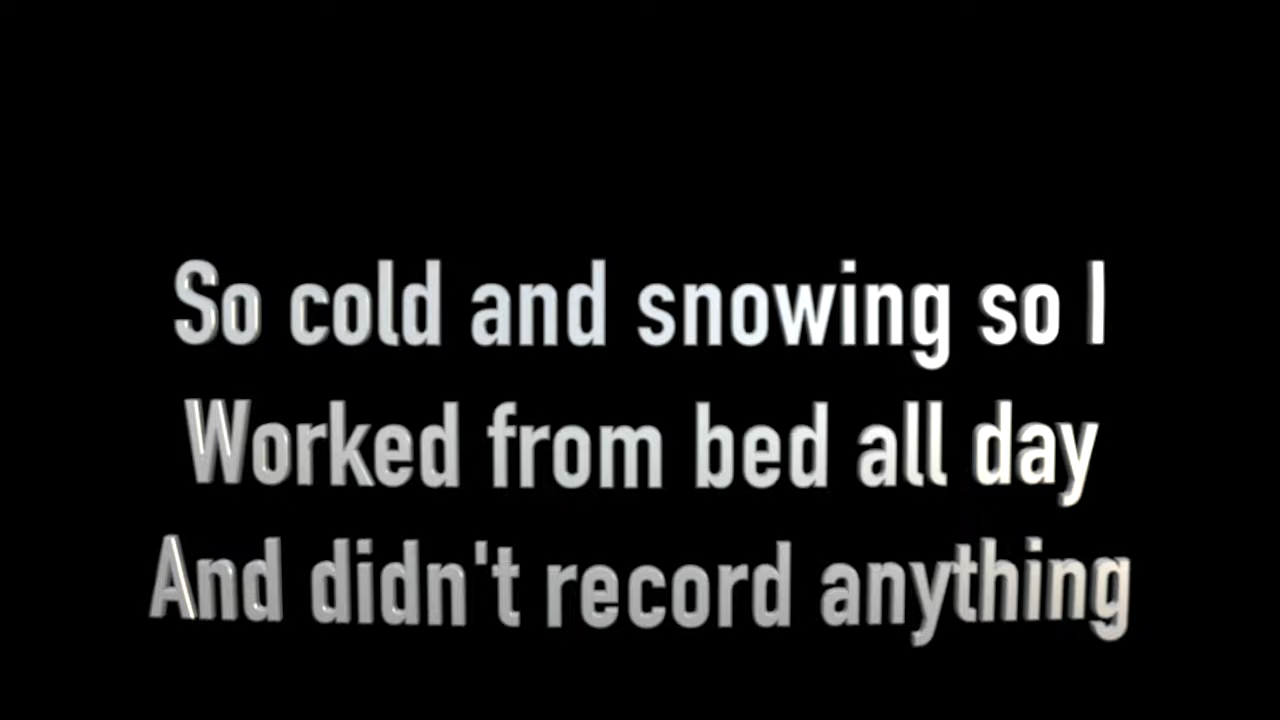 So cold and snowing so I
Worked from bed all day
And didn't record anything